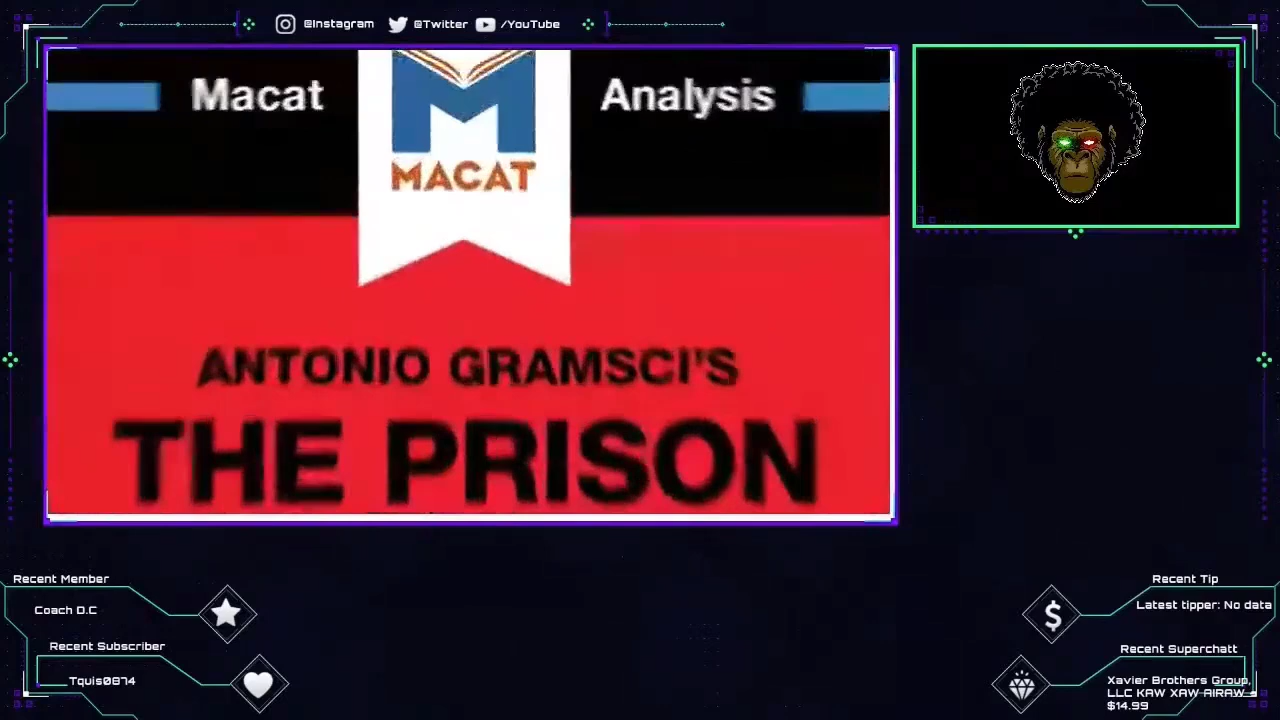 @Instagram @Twitter /YouTube
Macat Analysis
MACAT
ANTONIO GRAMSCI'S
THE PRISON
Recent Member
Coach D.C
Recent Subscriber
Tquis0874
Recent Tip
Latest tipper: No data
Recent Superchatt
Xavier Brothers Group,
LLC KAW XAW AIRAW -
$14.99